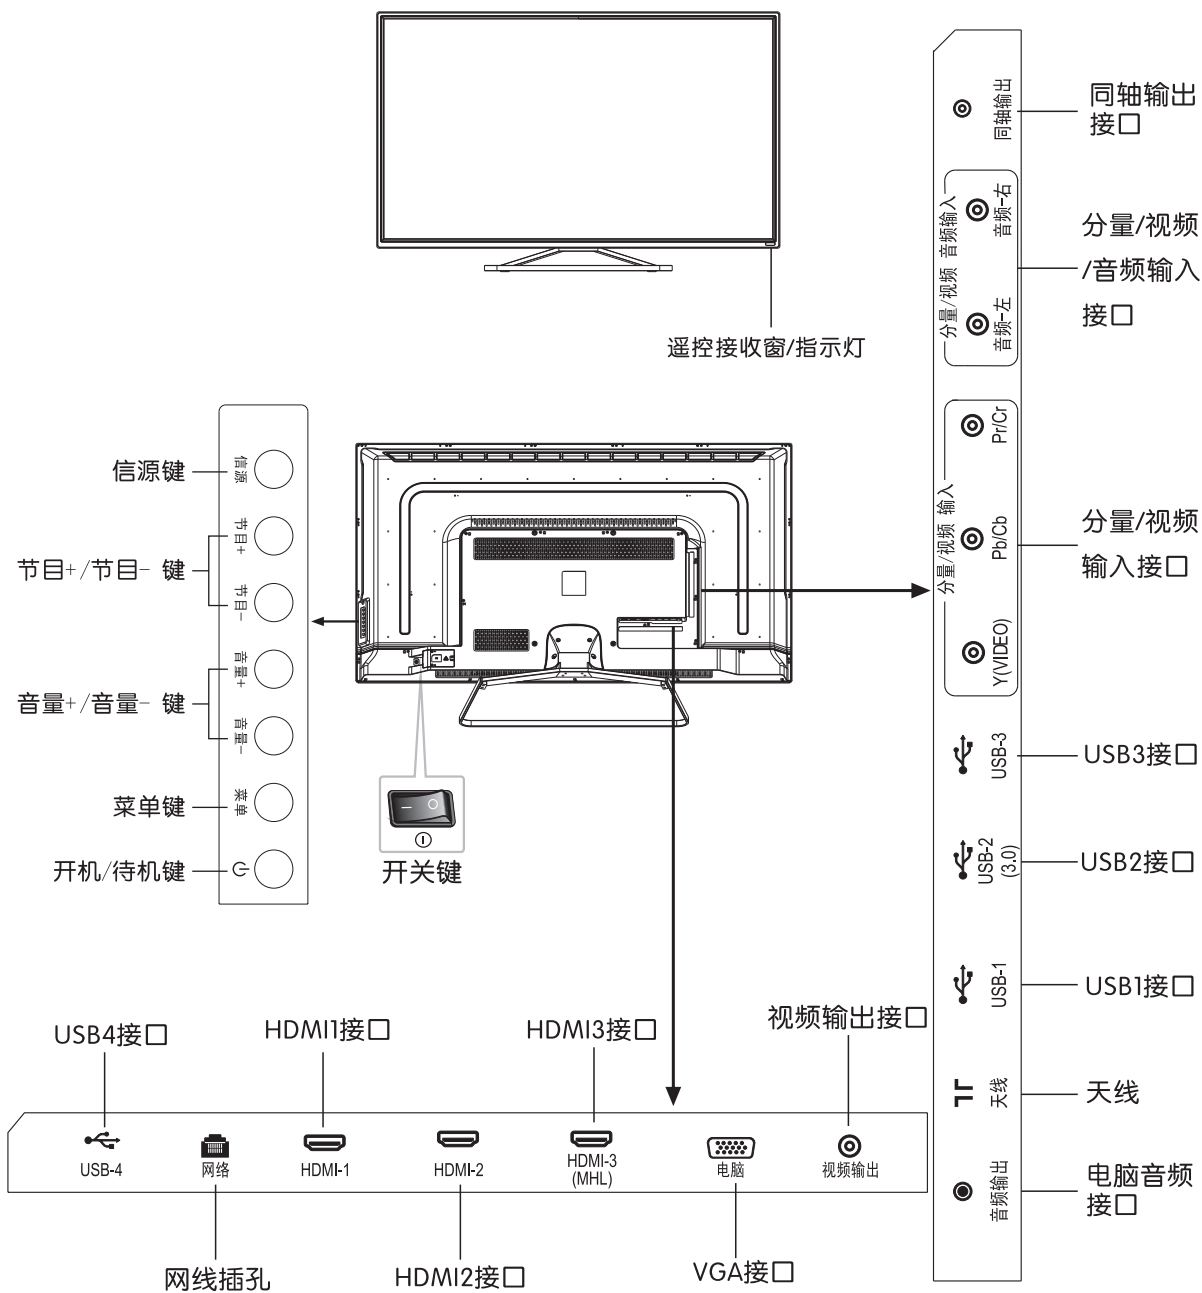 遥控接收窗/指示灯
信源键
信源
节目+/节目- 键
节目+
节目-
音量+/音量- 键
音量+
音量-
菜单键
菜单
开机/待机键
开关键
同轴输出
同轴输出
接口
分量/视频 音频输入
音频-右
音频-左
分量/视频
/音频输入
接口
分量/视频 输入
Pr/Cr
Pb/Cb
Y(VIDEO)
分量/视频
输入接口
USB-3
USB3接口
USB-2
(3.0)
USB2接口
USB-1
USB1接口
天线
天线
音频输出
电脑音频
接口
USB4接口
HDMI1接口
HDMI3接口
视频输出接口
USB-4
网络
HDMI-1
HDMI-2
HDMI-3
(MHL)
电脑
视频输出
网线插孔
HDMI2接口
VGA接口